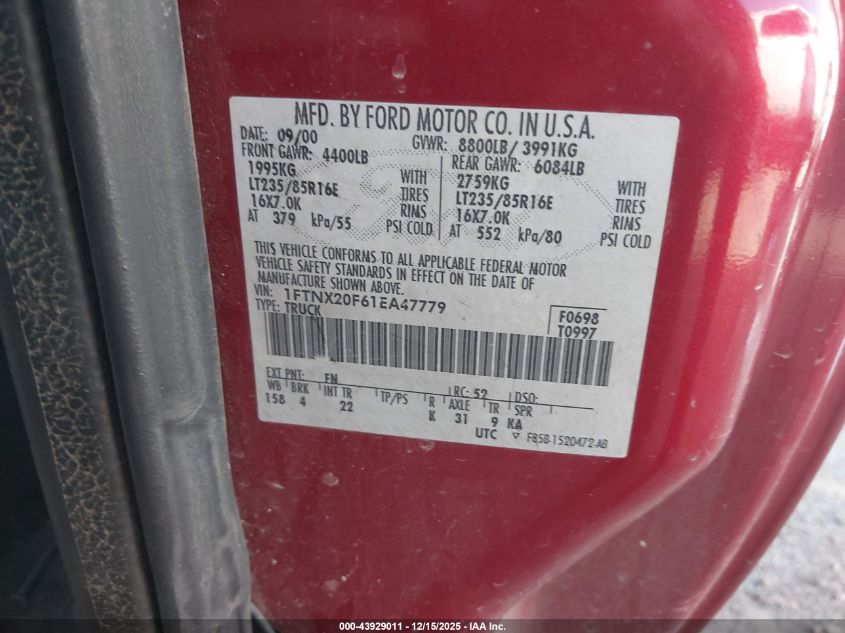 MFD. BY FORD MOTOR CO. IN U.S.A.
DATE: 09/00 GVWR: 8800LB/ 3991KG
FRONT GAWR: 4400LB REAR GAWR: 6084LB
1995KG WITH 2759KG WITH
LT235/85R16E TIRES LT235/85R16E TIRES
16X7.0K RIMS 16X7.0K RIMS
AT 379 kPa/55 PSI COLD AT 552 kPa/80 PSI COLD
THIS VEHICLE CONFORMS TO ALL APPLICABLE FEDERAL MOTOR
VEHICLE SAFETY STANDARDS IN EFFECT ON THE DATE OF
MANUFACTURE SHOWN ABOVE.
VIN: 1FTNX20F61EA47779 F0698
TYPE: TRUCK T0997
EXT PNT: FN RC: 52 DSO:
WB BRK INT TR TP/PS R AXLE TR SPR
158 4 22 K 31 9 KA
UTC F85B-1520472-AB
000-43929011 - 12/15/2025 - IAA Inc.